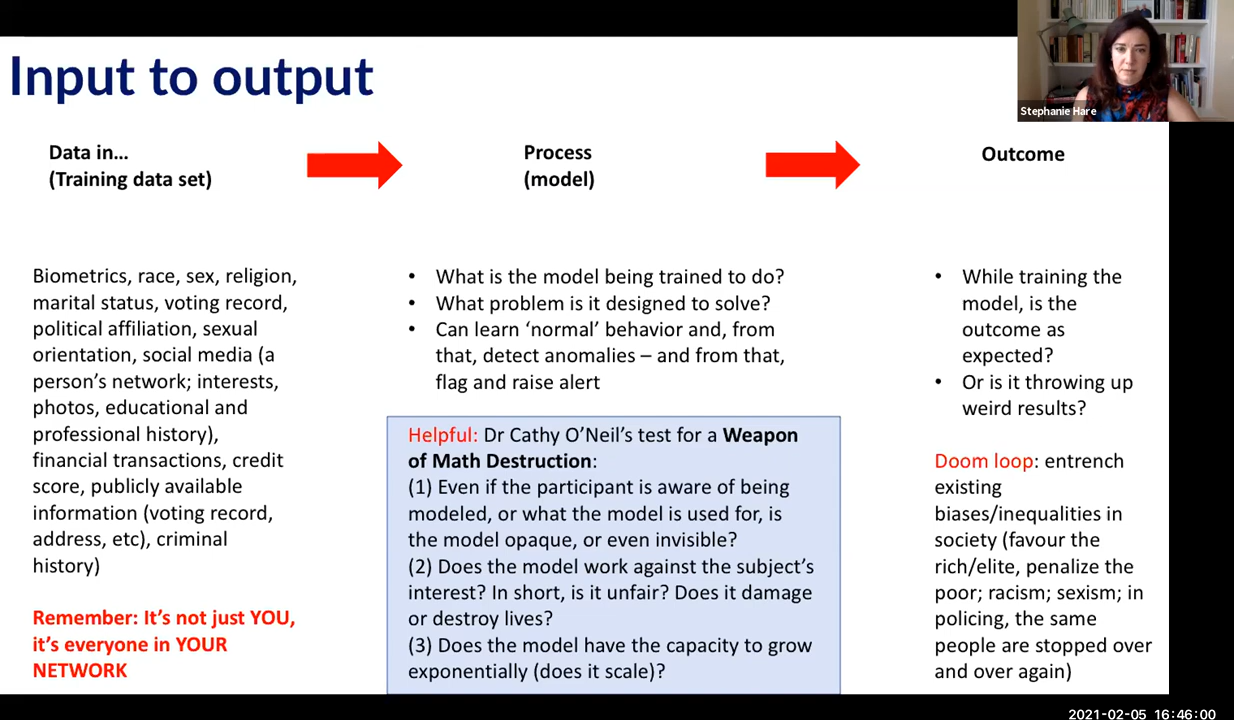 Input to output
Stephanie Hare
Data in…
(Training data set)
Process
(model)
Outcome
Biometrics, race, sex, religion,
marital status, voting record,
political affiliation, sexual
orientation, social media (a
person’s network; interests,
photos, educational and
professional history),
financial transactions, credit
score, publicly available
information (voting record,
address, etc), criminal
history)
Remember: It’s not just YOU,
it’s everyone in YOUR
NETWORK
• What is the model being trained to do?
• What problem is it designed to solve?
• Can learn ‘normal’ behavior and, from
that, detect anomalies – and from that,
flag and raise alert
Helpful: Dr Cathy O’Neil’s test for a Weapon
of Math Destruction:
(1) Even if the participant is aware of being
modeled, or what the model is used for, is
the model opaque, or even invisible?
(2) Does the model work against the subject’s
interest? In short, is it unfair? Does it damage
or destroy lives?
(3) Does the model have the capacity to grow
exponentially (does it scale)?
• While training the
model, is the
outcome as
expected?
• Or is it throwing up
weird results?
Doom loop: entrench
existing
biases/inequalities in
society (favour the
rich/elite, penalize the
poor; racism; sexism; in
policing, the same
people are stopped over
and over again)
2021-02-05 16:46:00